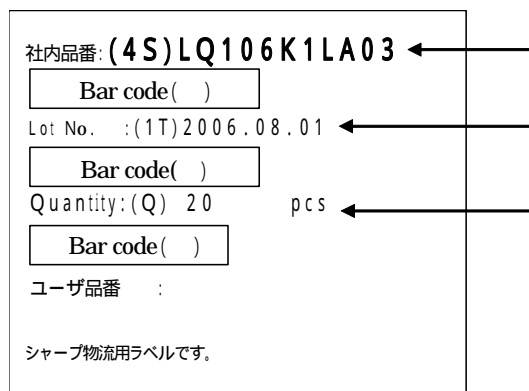 社内品番:(4S)LQ106K1LA03
Bar code(  )
Lot No.  :(1T)2006.08.01
Bar code(  )
Quantity:(Q) 20   pcs
Bar code(  )
ユーザ品番  :
シャープ物流用ラベルです。